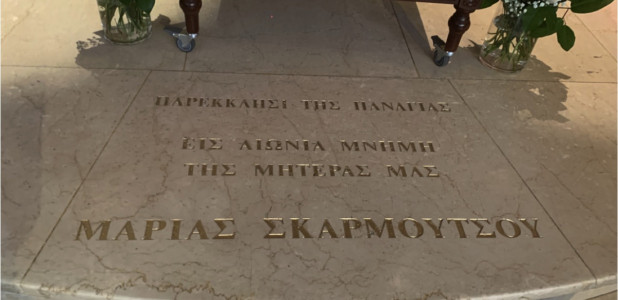 ΠΑΡΕΚΚΛΗΣΙ ΤΗΣ ΠΑΝΑΓΙΑΣ
ΕΙΣ ΑΙΩΝΙΑ ΜΝΗΜΗ
ΤΗΣ ΜΗΤΕΡΑΣ ΜΑΣ
ΜΑΡΙΑΣ ΣΚΑΡΜΟΥΤΣΟΥ